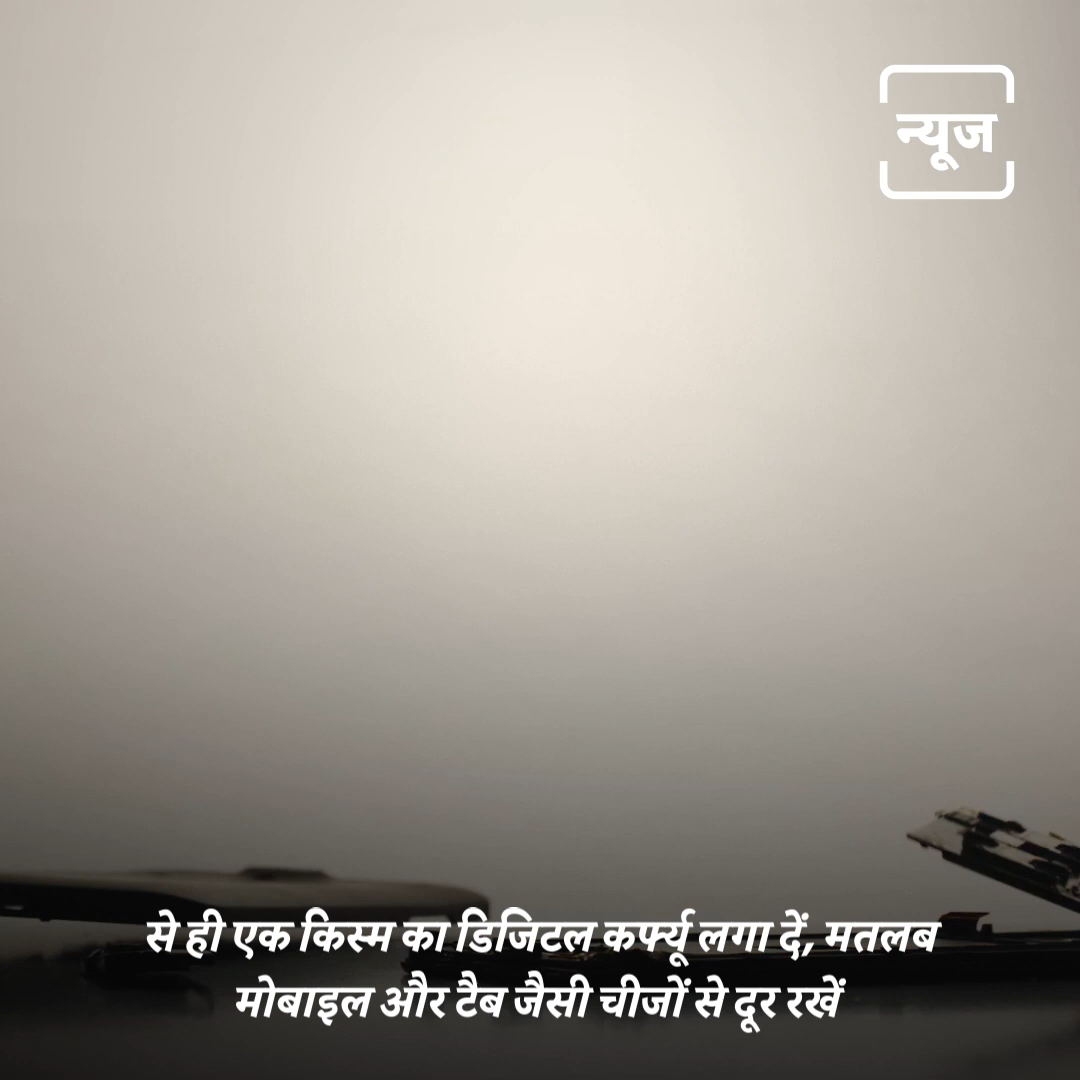 न्यूज
से ही एक किस्म का डिजिटल कर्फ्यू लगा दें, मतलब
मोबाइल और टैब जैसी चीजों से दूर रखें